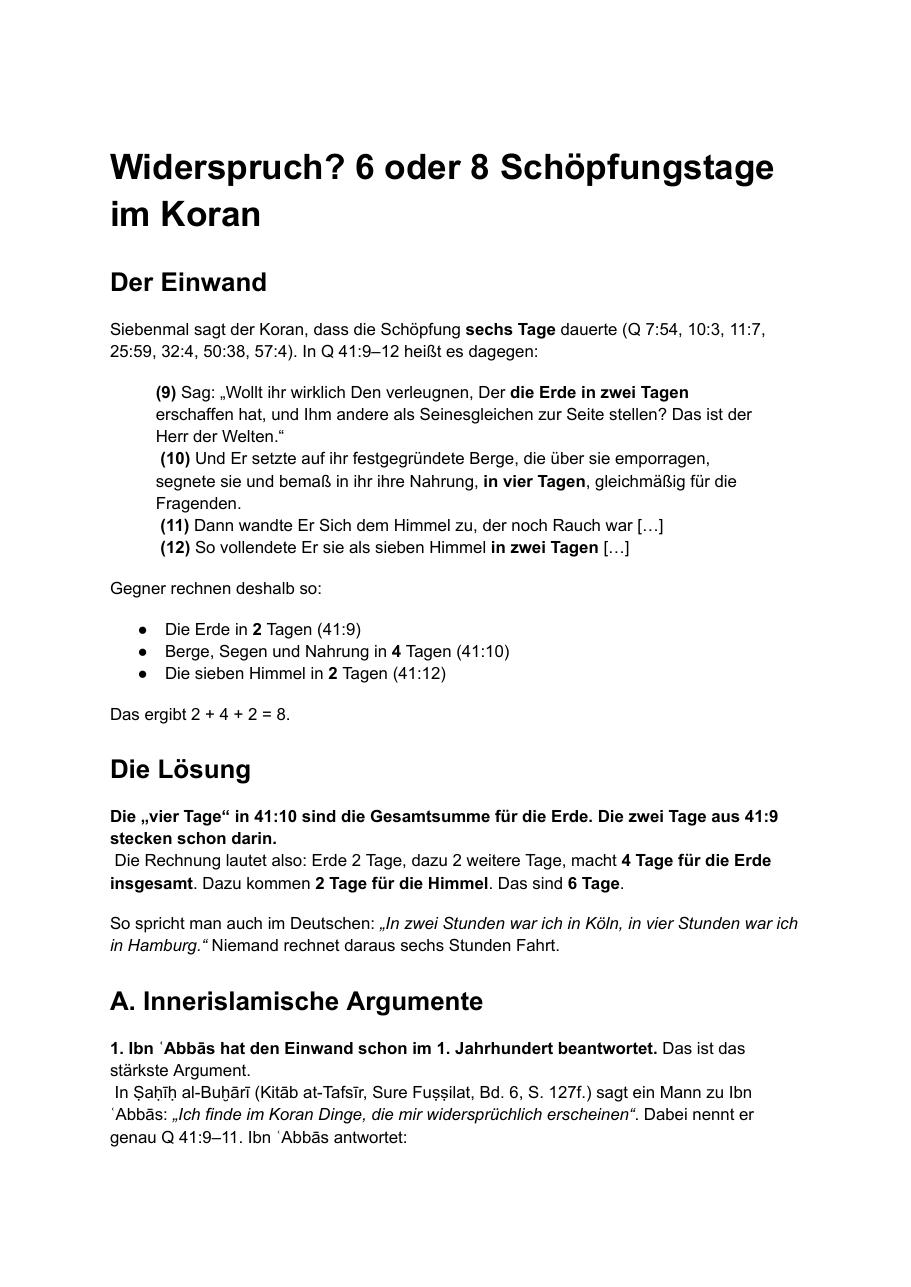 Widerspruch? 6 oder 8 Schöpfungstage
im Koran
Der Einwand
Siebenmal sagt der Koran, dass die Schöpfung sechs Tage dauerte (Q 7:54, 10:3, 11:7,
25:59, 32:4, 50:38, 57:4). In Q 41:9–12 heißt es dagegen:
(9) Sag: „Wollt ihr wirklich Den verleugnen, Der die Erde in zwei Tagen
erschaffen hat, und Ihm andere als Seinesgleichen zur Seite stellen? Das ist der
Herr der Welten.“
(10) Und Er setzte auf ihr festgegründete Berge, die über sie emporragen,
segnete sie und bemaß in ihr ihre Nahrung, in vier Tagen, gleichmäßig für die
Fragenden.
(11) Dann wandte Er Sich dem Himmel zu, der noch Rauch war […]
(12) So vollendete Er sie als sieben Himmel in zwei Tagen […]
Gegner rechnen deshalb so:
● Die Erde in 2 Tagen (41:9)
● Berge, Segen und Nahrung in 4 Tagen (41:10)
● Die sieben Himmel in 2 Tagen (41:12)
Das ergibt 2 + 4 + 2 = 8.
Die Lösung
Die „vier Tage“ in 41:10 sind die Gesamtsumme für die Erde. Die zwei Tage aus 41:9
stecken schon darin.
Die Rechnung lautet also: Erde 2 Tage, dazu 2 weitere Tage, macht 4 Tage für die Erde
insgesamt. Dazu kommen 2 Tage für die Himmel. Das sind 6 Tage.
So spricht man auch im Deutschen: „In zwei Stunden war ich in Köln, in vier Stunden war ich
in Hamburg.“ Niemand rechnet daraus sechs Stunden Fahrt.
A. Innerislamische Argumente
1. Ibn ʿAbbās hat den Einwand schon im 1. Jahrhundert beantwortet. Das ist das
stärkste Argument.
In Ṣaḥīḥ al-Buḫārī (Kitāb at-Tafsīr, Sure Fuṣṣilat, Bd. 6, S. 127f.) sagt ein Mann zu Ibn
ʿAbbās: „Ich finde im Koran Dinge, die mir widersprüchlich erscheinen“. Dabei nennt er
genau Q 41:9–11. Ibn ʿAbbās antwortet: